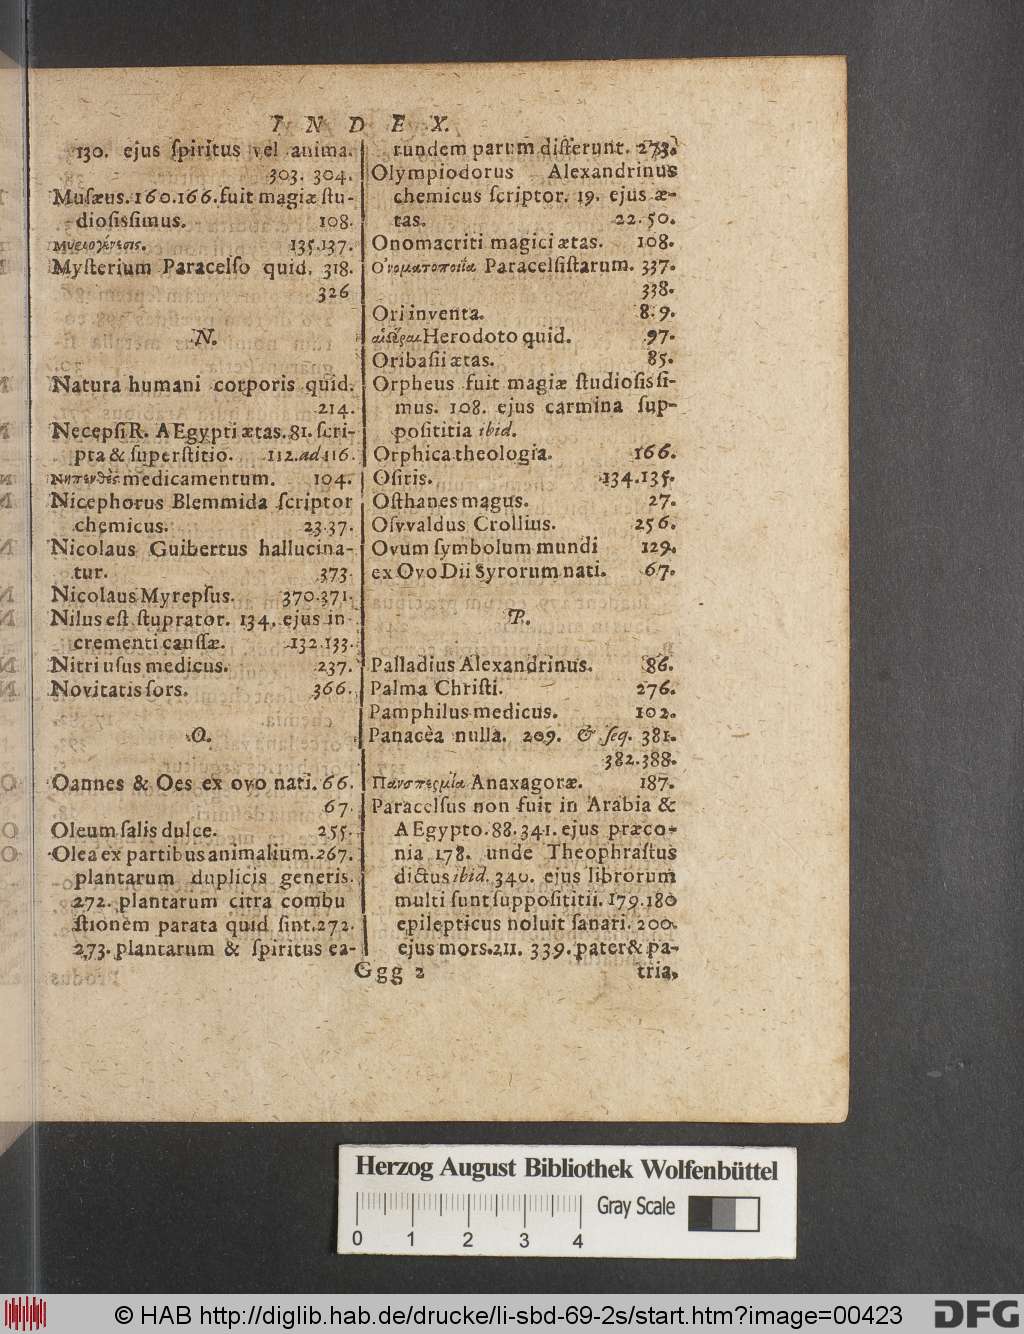 INDEX.
130. ejus ſpiritus vel anima.
303. 304.
Muſæus. 160. 166. fuit magiæ ſtu-
dioſisſimus. 108.
135. 137.
Myſterium Paracelſo quid. 318.
326
N.
Natura humani corporis quid.
214.
Necepſi R. AEgypti ætas. 81. ſcri-
pta & ſuperſtitio. 112. ad 116.
νηπενθὲς medicamentum. 104.
Nicephorus Blemmida ſcriptor
chemicus. 23. 37.
Nicolaus Guibertus hallucina-
tur. 373.
Nicolaus Myrepſus. 370. 371.
Nilus eſt ſtuprator. 134. ejus in-
crementi cauſſæ. 132. 133.
Nitri uſus medicus. 237.
Novitatis ſors. 366.
O.
Oannes & Oes ex ovo nati. 66.
67.
Oleum ſalis dulce. 255.
Olea ex partibus animalium. 267.
plantarum duplicis generis.
272. plantarum citra combu
ſtionem parata quid ſint. 272.
273. plantarum & ſpiritus ea-
rundem parum differunt. 273.
Olympiodorus Alexandrinus
chemicus ſcriptor. 19. ejus æ-
tas. 22. 50.
Onomacriti magici ætas. 108.
Ὀνοματοποιΐα Paracelſiſtarum. 337.
338.
Ori inventa. 8. 9.
Herodoto quid. 97.
Oribaſii ætas. 85.
Orpheus fuit magiæ ſtudioſisſi-
mus. 108. ejus carmina ſup-
poſititia ibid.
Orphica theologia. 166.
Oſiris. 134. 135.
Oſthanes magus. 27.
Oſvvaldus Crollius. 256.
Ovum ſymbolum mundi 129.
ex Ovo Dii Syrorum nati. 67.
P.
Palladius Alexandrinus. 86.
Palma Chriſti. 276.
Pamphilus medicus. 102.
Panacèa nulla. 209. & ſeq. 381.
382. 388.
Πανσπερμία Anaxagoræ. 187.
Paracelſus non fuit in Arabia &
AEgypto. 88. 341. ejus præco-
nia 178. unde Theophraſtus
dictus ibid. 340. ejus librorum
multi ſunt ſuppoſititii. 179. 180
epilepticus noluit ſanari. 200.
ejus mors. 211. 339. pater & pa-
Ggg 2 tria,
Herzog August Bibliothek Wolfenbüttel
Gray Scale
0 1 2 3 4
© HAB http://diglib.hab.de/drucke/li-sbd-69-2s/start.htm?image=00423
DFG